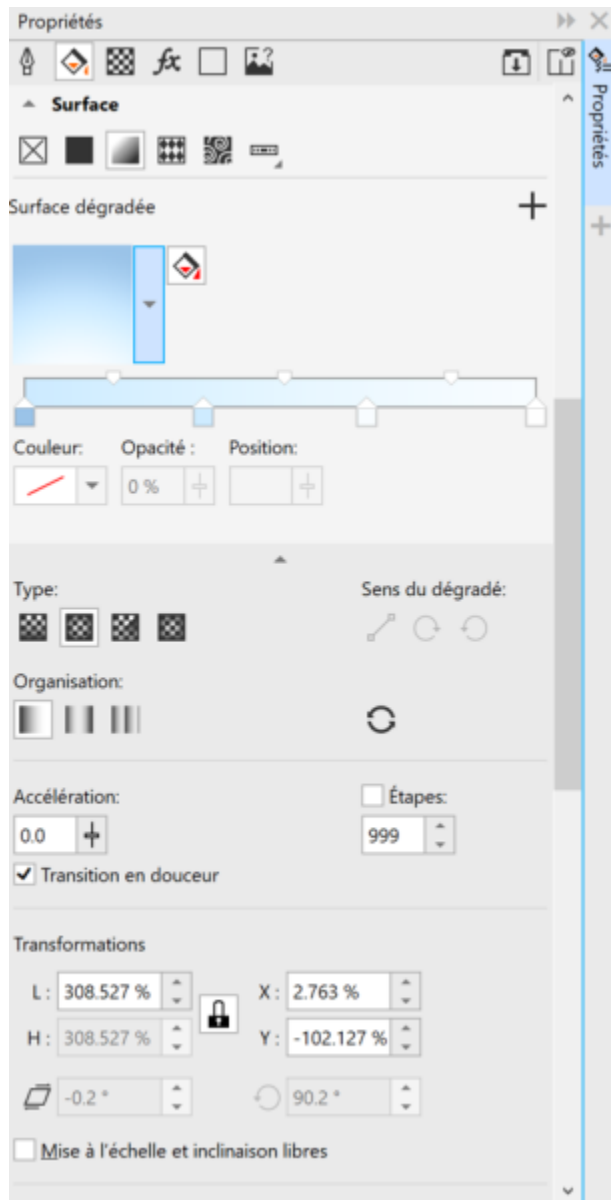 Propriétés
fx
Propriétés
Surface
Surface dégradée
Couleur: Opacité : Position:
0 %
Type: Sens du dégradé:
Organisation:
Accélération: Étapes:
0.0 999
Transition en douceur
Transformations
L : 308.527 % X : 2.763 %
H : 308.527 % Y : -102.127 %
-0.2 ° 90.2 °
Mise à l'échelle et inclinaison libres